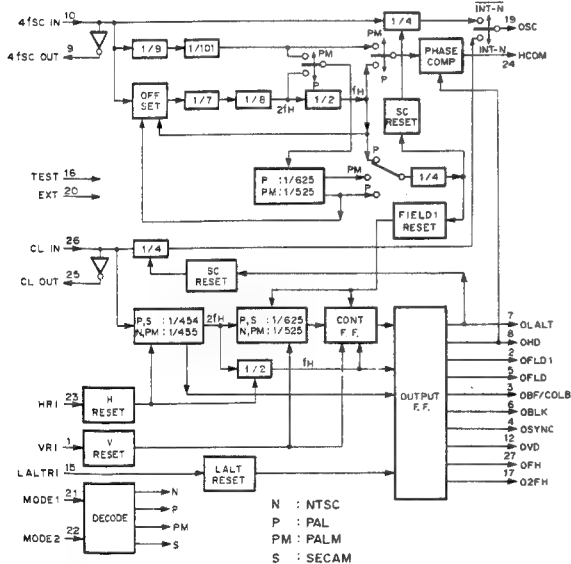 4fSC IN 10
4fSC OUT 9
1/9
1/101
PM
P
1/4
INT-N
INT-N
19 OSC
PM
P
PHASE COMP
HCOM
24
OFF SET
1/7
1/8
2fH
1/2
fH
SC RESET
TEST 16
EXT 20
P : 1/625
PM: 1/525
PM
P
P
1/4
FIELD1 RESET
CL IN 26
CL OUT 25
1/4
SC RESET
P,S : 1/454
N,PM : 1/455
2fH
P,S : 1/625
N,PM : 1/525
CONT F.F.
1/2
fH
OUTPUT F.F.
7 OLALT
8 OHD
2 OFLD1
5 OFLD
3 OBF/COLB
6 OBLK
4 OSYNC
12 OVD
27 OFH
17 O2FH
HRI 23
H RESET
VRI 1
V RESET
LALTRI 15
LALT RESET
MODE1 21
MODE2 22
DECODE
N
P
PM
S
N : NTSC
P : PAL
PM : PALM
S : SECAM